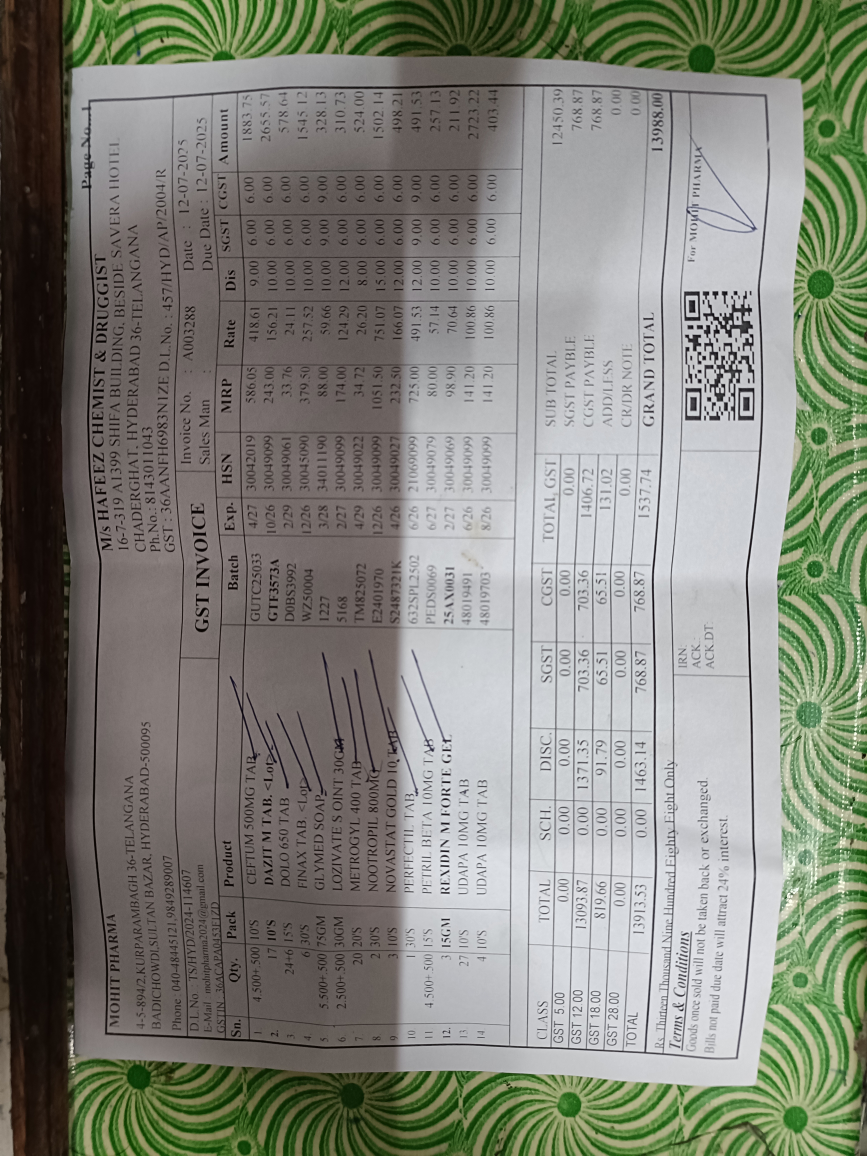 Page No...1
MOHIT PHARMA
4-5-894/2,KURPARAMBAGH 36-TELANGANA
BADICHOWDI,SULTAN BAZAR, HYDERABAD-500095
Phone : 040-48445121,9849289007
D.L.No. : TS/HYD/2024-114607
E-Mail mohitpharma2024@gmail.com
GSTIN
M/s HAFEEZ CHEMIST & DRUGGIST
16-7-319 A1399 SHIFA BUILDING, BESIDE SAVERA HOTEL
CHADERGHAT, HYDERABAD 36-TELANGANA
Ph.No.: 8143011043
GST : 36AANFH6983N1ZE D.L.No. : 457/HYD/AP/2004/R
GST INVOICE
Invoice No. : A003288 Date : 12-07-2025
Sales Man : Due Date : 12-07-2025
Sn. Qty. Pack Product Batch Exp. HSN MRP Rate Dis SGST CGST Amount
1 4.500+.500 10'S CEFTUM 500MG TAB GUTC25033 4/27 30042019 586.05 418.61 9.00 6.00 6.00 1883.75
2. 17 10'S DAZIT M TAB. <Lot> GTF3573A 10/26 30049099 243.00 156.21 10.00 6.00 6.00 2655.57
3. 24+6 15'S DOLO 650 TAB D0BS3992 2/29 30049061 33.76 24.11 10.00 6.00 6.00 578.64
4. 6 30'S FINAX TAB. <Lot> WZ50004 12/26 30045090 379.50 257.52 10.00 6.00 6.00 1545.12
5. 5.500+.500 75GM GLYMED SOAP 1227 3/28 34011190 88.00 59.66 10.00 9.00 9.00 328.13
6 2.500+.500 30GM LOZIVATE S OINT 30GM 5168 2/27 30049099 174.00 124.29 12.00 6.00 6.00 310.73
7. 20 20'S METROGYL 400 TAB TM825072 4/29 30049022 34.72 26.20 8.00 6.00 6.00 524.00
8 2 30'S NOOTROPIL 800MG E2401970 12/26 30049099 1051.50 751.07 15.00 6.00 6.00 1502.14
9. 3 10'S NOVASTAT GOLD 10 TAB S2487321K 4/26 30049027 232.50 166.07 12.00 6.00 6.00 498.21
10 1 30'S PERFECTIL TAB 632SPL2502 6/26 21069099 725.00 491.53 12.00 9.00 9.00 491.53
11 4.500+.500 15'S PETRIL BETA 10MG TAB PEDS0069 6/27 30049079 80.00 57.14 10.00 6.00 6.00 257.13
12. 3 15GM REXIDIN M FORTE GEL 25AX0031 2/27 30049069 98.90 70.64 10.00 6.00 6.00 211.92
13 27 10'S UDAPA 10MG TAB 48019491 6/26 30049099 141.20 100.86 10.00 6.00 6.00 2723.22
14 4 10'S UDAPA 10MG TAB 48019703 8/26 30049099 141.20 100.86 10.00 6.00 6.00 403.44
CLASS TOTAL SCH. DISC. SGST CGST TOTAL GST
GST 5.00 0.00 0.00 0.00 0.00 0.00 0.00
GST 12.00 13093.87 0.00 1371.35 703.36 703.36 1406.72
GST 18.00 819.66 0.00 91.79 65.51 65.51 131.02
GST 28.00 0.00 0.00 0.00 0.00 0.00 0.00
TOTAL 13913.53 0.00 1463.14 768.87 768.87 1537.74
SUB TOTAL 12450.39
SGST PAYBLE 768.87
CGST PAYBLE 768.87
ADD/LESS 0.00
CR/DR NOTE 0.00
GRAND TOTAL 13988.00
Rs. Thirteen Thousand Nine Hundred Eighty Eight Only
Terms & Conditions
Goods once sold will not be taken back or exchanged.
Bills not paid due date will attract 24% interest.
IRN:
ACK :
ACK.DT:
For MOHIT PHARMA